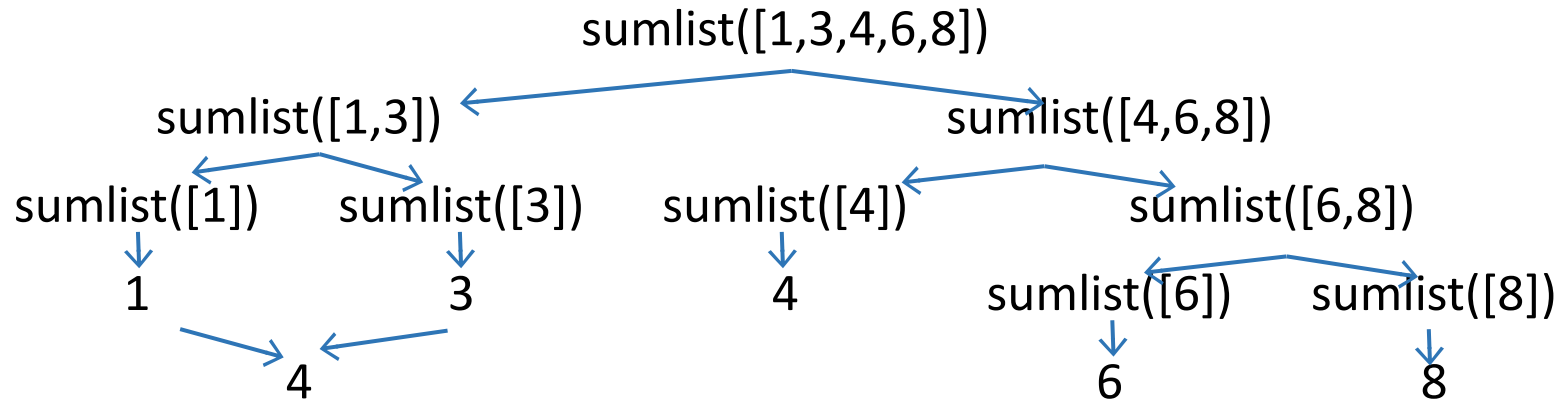 sumlist([1,3,4,6,8])
sumlist([1,3]) sumlist([4,6,8])
sumlist([1]) sumlist([3]) sumlist([4]) sumlist([6,8])
1 3 4 sumlist([6]) sumlist([8])
4 6 8